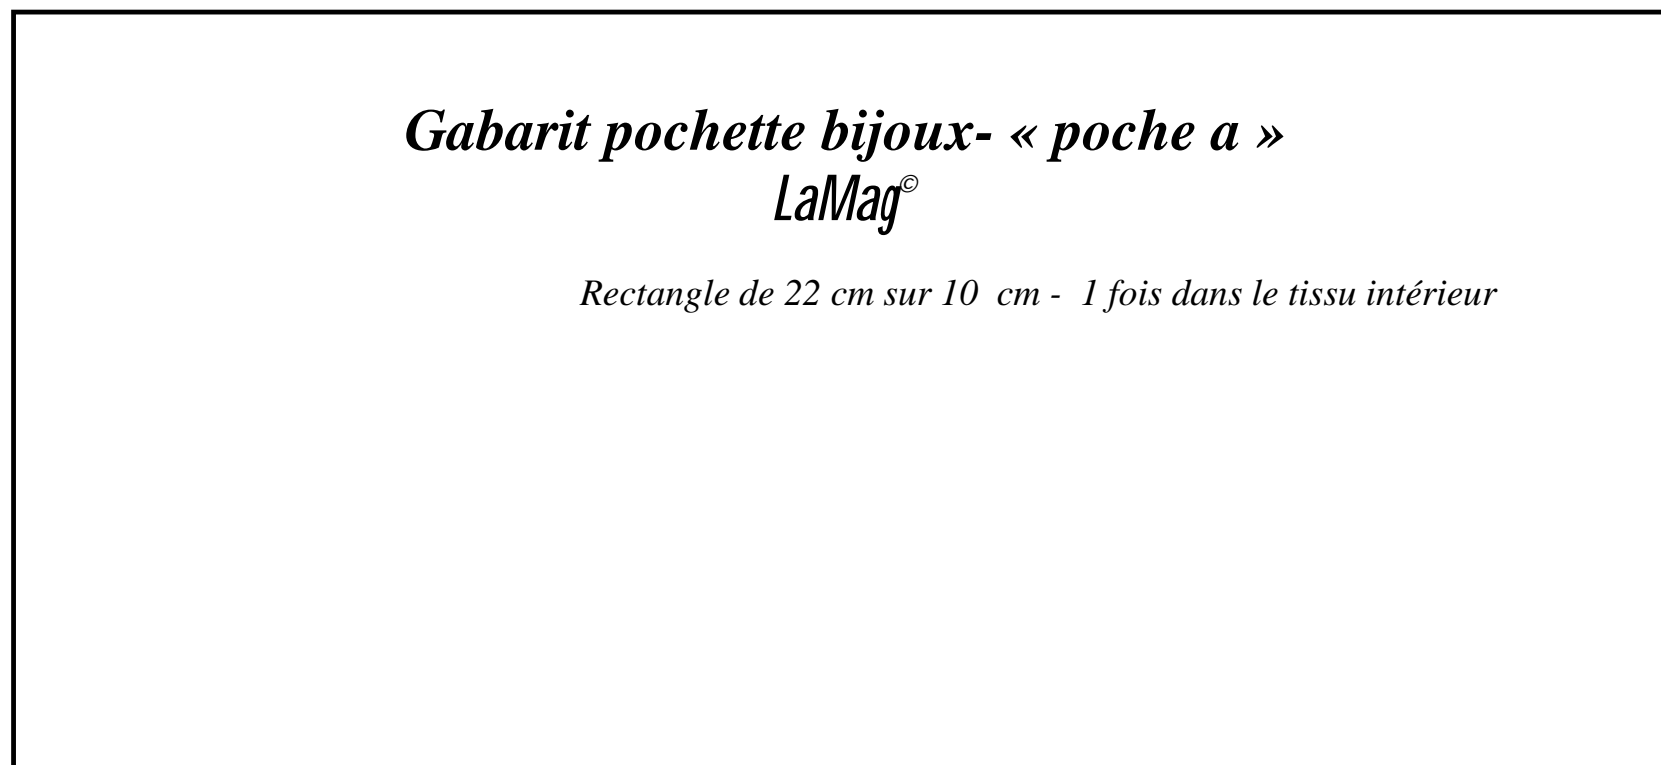 Gabarit pochette bijoux- « poche a »
LaMag©
Rectangle de 22 cm sur 10  cm -  1 fois dans le tissu intérieur